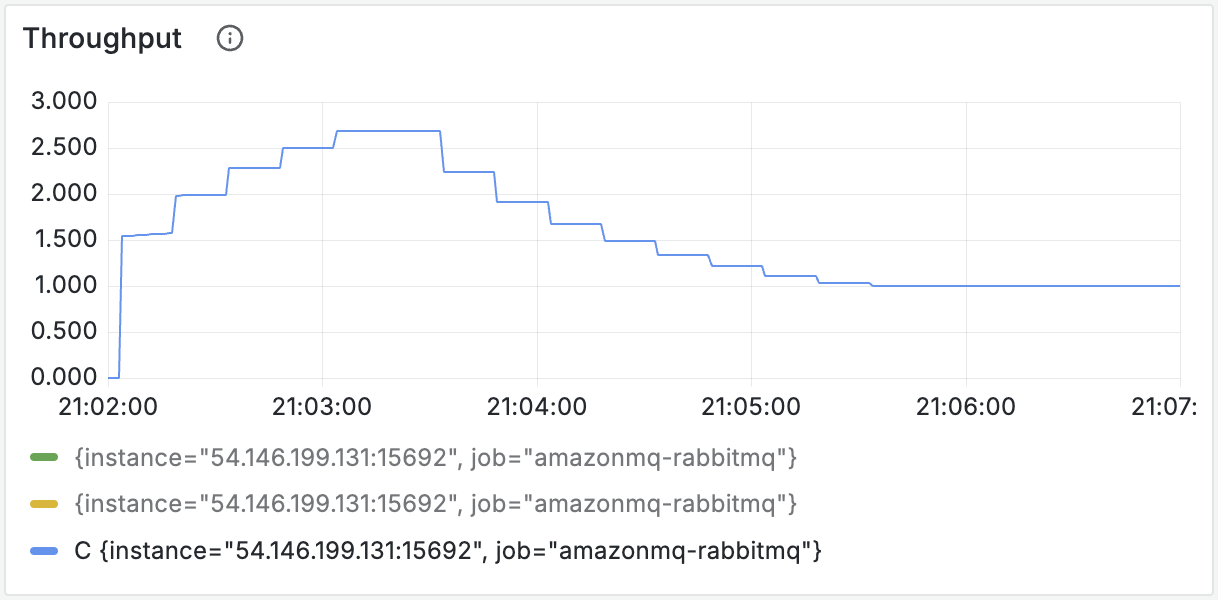 Throughput
3.000
2.500
2.000
1.500
1.000
0.500
0.000
21:02:00 21:03:00 21:04:00 21:05:00 21:06:00 21:07:
{instance="54.146.199.131:15692", job="amazonmq-rabbitmq"}
{instance="54.146.199.131:15692", job="amazonmq-rabbitmq"}
C {instance="54.146.199.131:15692", job="amazonmq-rabbitmq"}